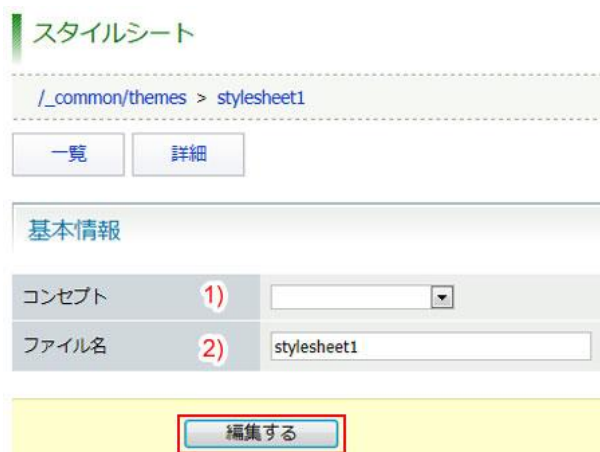 スタイルシート
/_common/themes > stylesheet1
一覧 詳細
基本情報
コンセプト 1)
ファイル名 2) stylesheet1
編集する